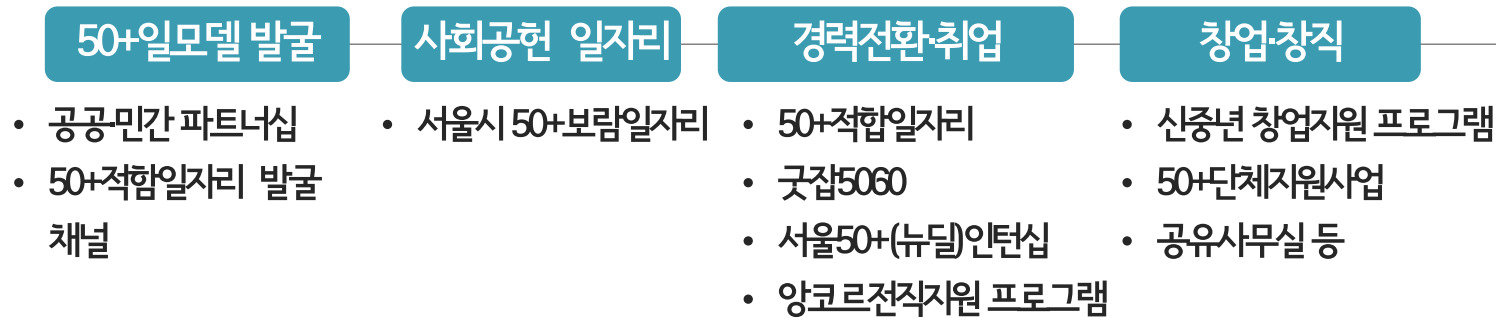 50+일모델 발굴
• 공공·민간 파트너십
• 50+적함일자리 발굴
채널
사회공헌 일자리
• 서울시 50+보람일자리
경력전환·취업
• 50+적합일자리
• 굿잡5060
• 서울50+(뉴딜)인턴십
• 앙코르전직지원 프로그램
창업·창직
• 신중년 창업지원 프로그램
• 50+단체지원사업
• 공유사무실 등